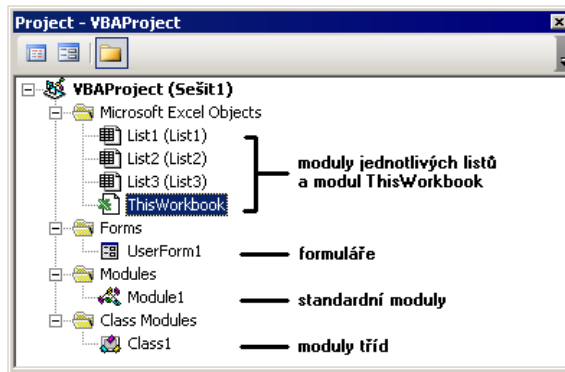 Project - VBAProject
VBAProject (Sešit1)
Microsoft Excel Objects
List1 (List1)
List2 (List2)
List3 (List3)
ThisWorkbook
moduly jednotlivých listů
a modul ThisWorkbook
Forms
UserForm1
formuláře
Modules
Module1
standardní moduly
Class Modules
Class1
moduly tříd